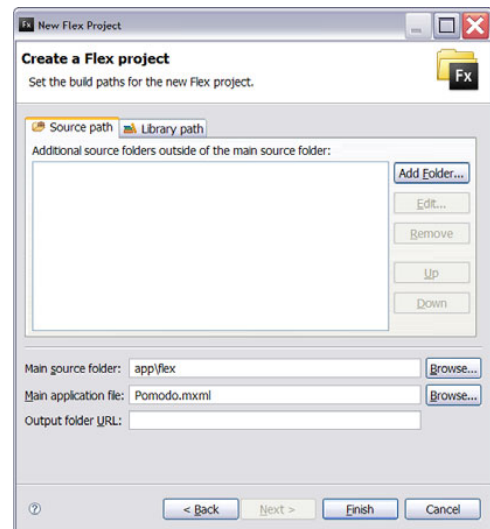 Fx New Flex Project
Create a Flex project
Set the build paths for the new Flex project.
Fx
Source path Library path
Additional source folders outside of the main source folder:
Add Folder...
Edit...
Remove
Up
Down
Main source folder: app\flex Browse...
Main application file: Pomodo.mxml Browse...
Output folder URL:
? < Back Next > Finish Cancel